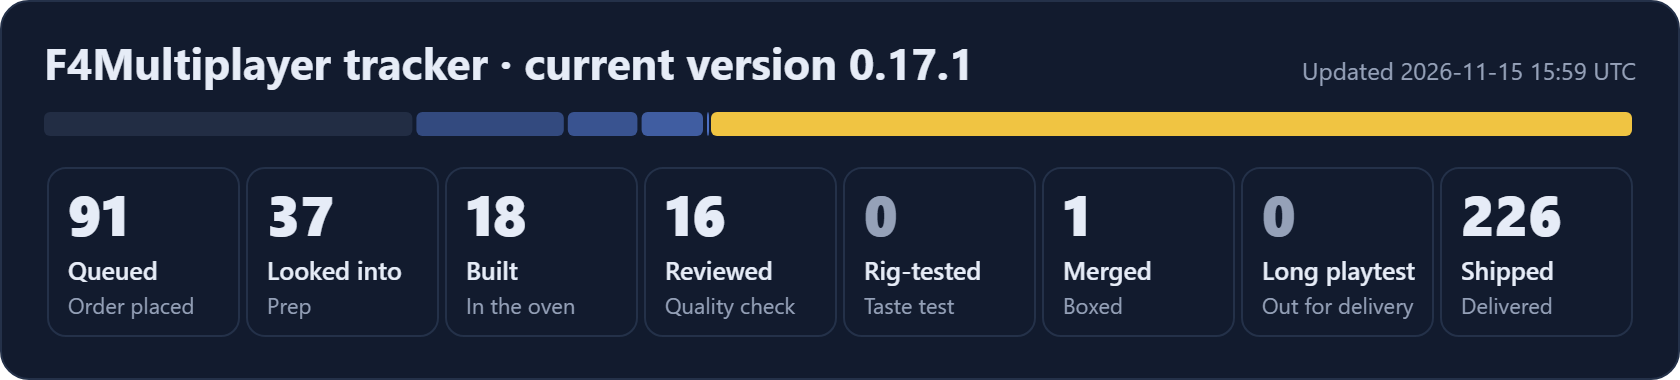 F4Multiplayer tracker · current version 0.17.1
Updated 2026-11-15 15:59 UTC
91
Queued
Order placed
37
Looked into
Prep
18
Built
In the oven
16
Reviewed
Quality check
0
Rig-tested
Taste test
1
Merged
Boxed
0
Long playtest
Out for delivery
226
Shipped
Delivered